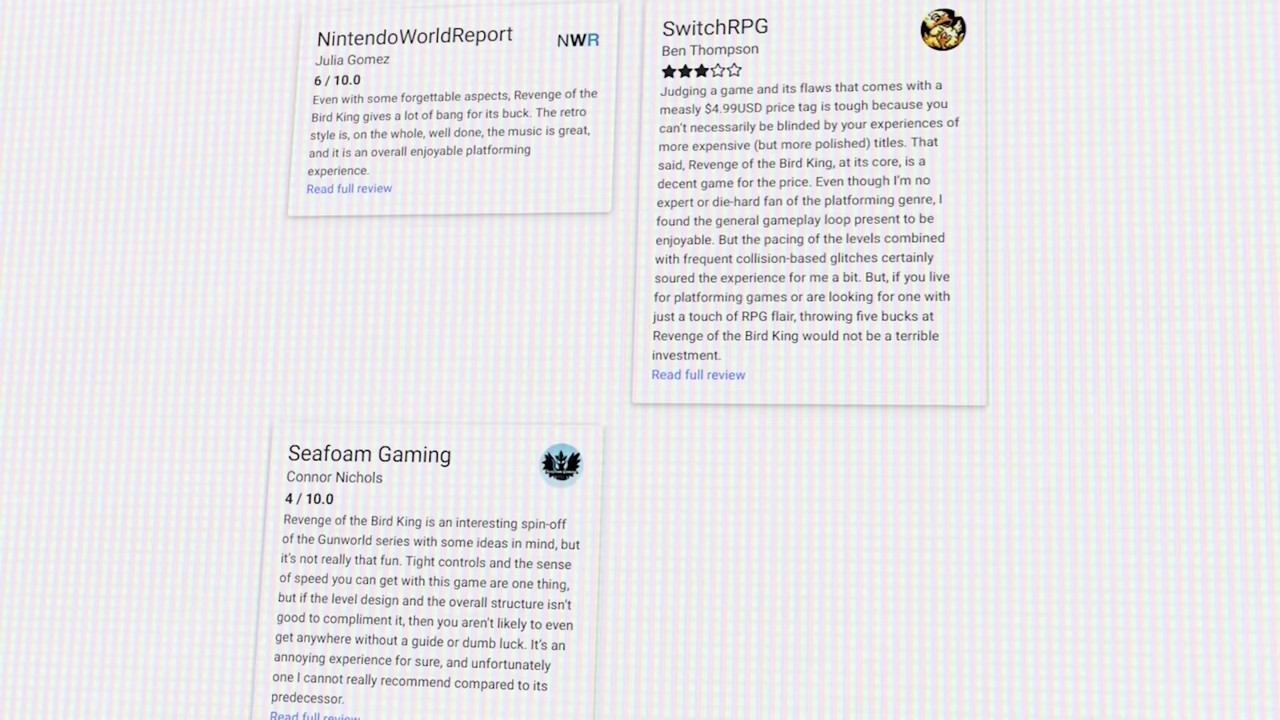 NintendoWorldReport
NWR
Julia Gomez
6 / 10.0
Even with some forgettable aspects, Revenge of the
Bird King gives a lot of bang for its buck. The retro
style is, on the whole, well done, the music is great,
and it is an overall enjoyable platforming
experience.
Read full review
SwitchRPG
Ben Thompson
Judging a game and its flaws that comes with a
measly $4.99USD price tag is tough because you
can't necessarily be blinded by your experiences of
more expensive (but more polished) titles. That
said, Revenge of the Bird King, at its core, is a
decent game for the price. Even though I'm no
expert or die-hard fan of the platforming genre, I
found the general gameplay loop present to be
enjoyable. But the pacing of the levels combined
with frequent collision-based glitches certainly
soured the experience for me a bit. But, if you live
for platforming games or are looking for one with
just a touch of RPG flair, throwing five bucks at
Revenge of the Bird King would not be a terrible
investment.
Read full review
Seafoam Gaming
Connor Nichols
4 / 10.0
Revenge of the Bird King is an interesting spin-off
of the Gunworld series with some ideas in mind, but
it's not really that fun. Tight controls and the sense
of speed you can get with this game are one thing,
but if the level design and the overall structure isn't
good to compliment it, then you aren't likely to even
get anywhere without a guide or dumb luck. It's an
annoying experience for sure, and unfortunately
one I cannot really recommend compared to its
predecessor.
Read full review